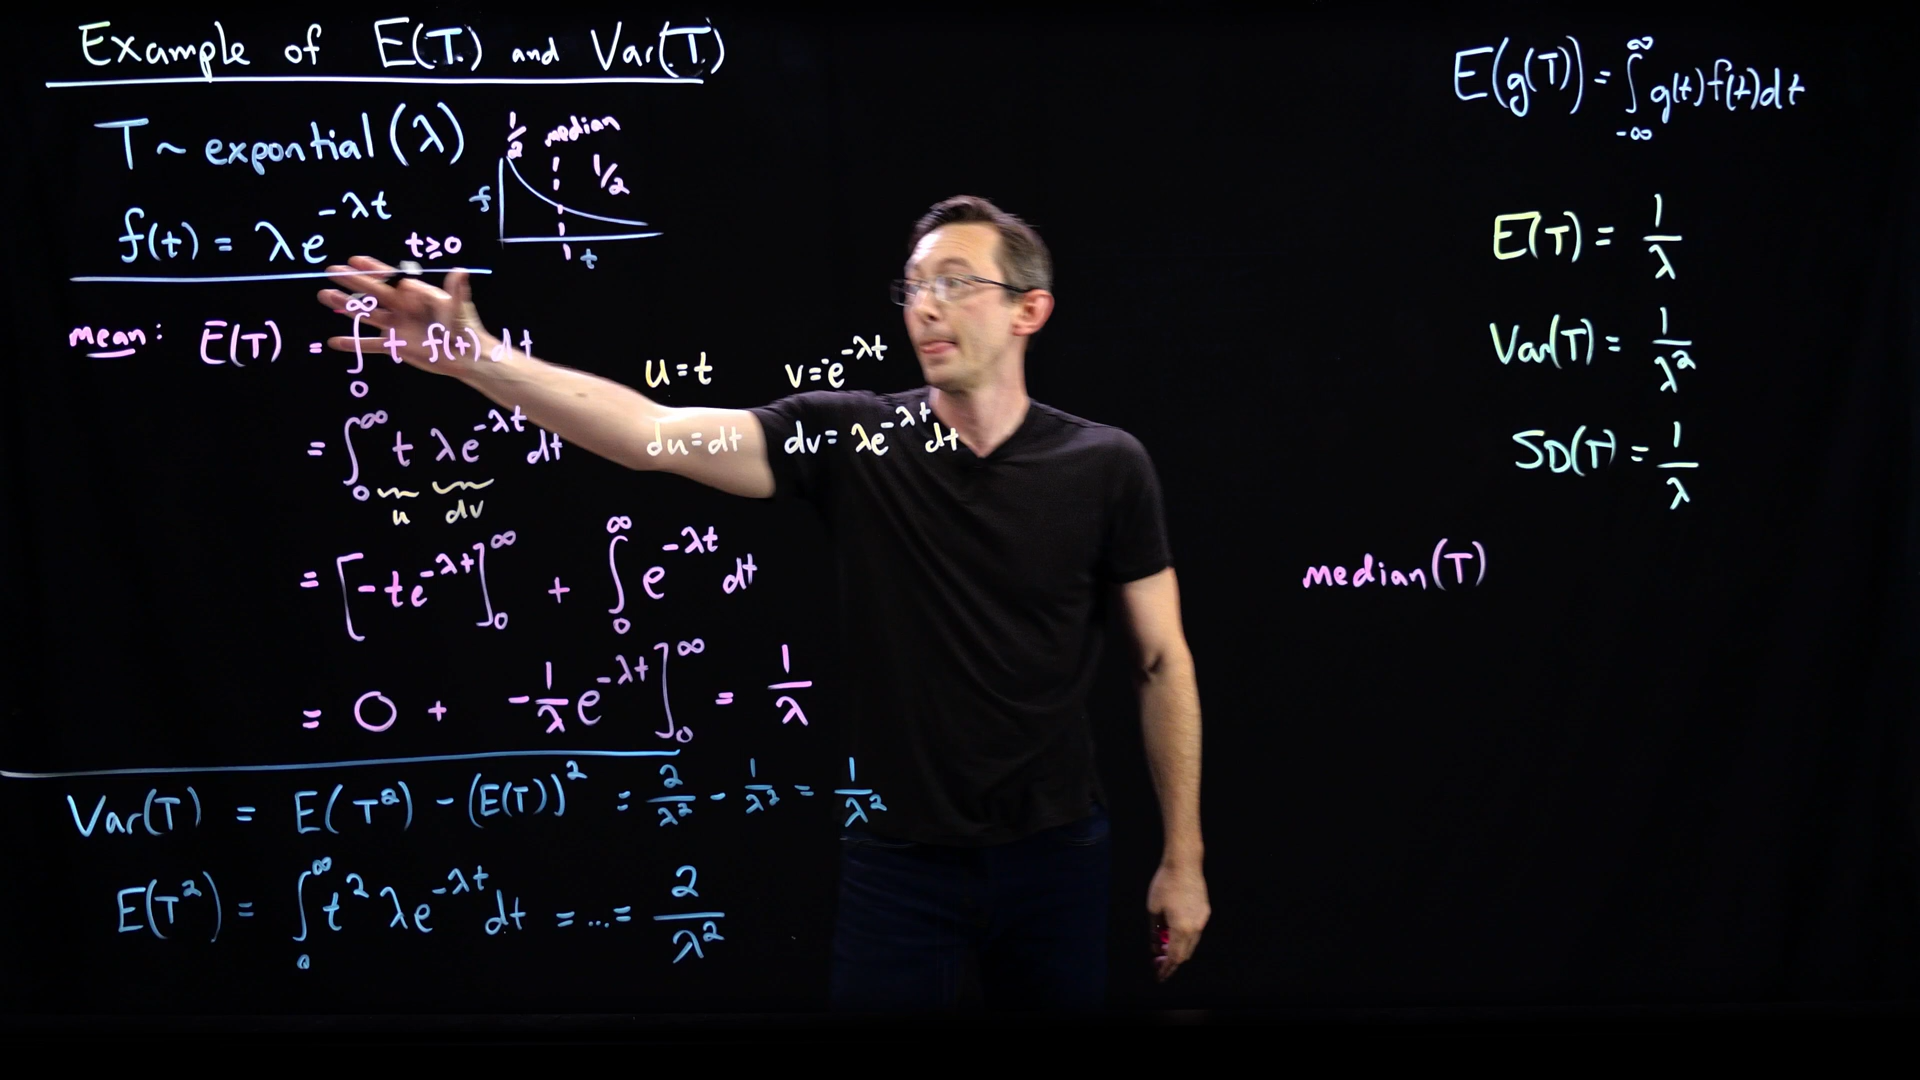 Example of E(T) and Var(T)
T ~ expontial (λ)
f(t) = λe^{-λt} t≥0
1/2 median 1/2
f
t
mean: E(T) = ∫_0^∞ t f(t) dt
= ∫_0^∞ t λe^{-λt} dt
u dv
u = t v = -e^{-λt}
du = dt dv = λe^{-λt} dt
= [-te^{-λt}]_0^∞ + ∫_0^∞ e^{-λt} dt
= 0 + -1/λ e^{-λt}]_0^∞ = 1/λ
Var(T) = E(T²) - (E(T))² = 2/λ² - 1/λ² = 1/λ²
E(T²) = ∫_0^∞ t² λe^{-λt} dt = ... = 2/λ²
E(g(T)) = ∫_{-∞}^∞ g(t) f(t) dt
E(T) = 1/λ
Var(T) = 1/λ²
SD(T) = 1/λ
median(T)